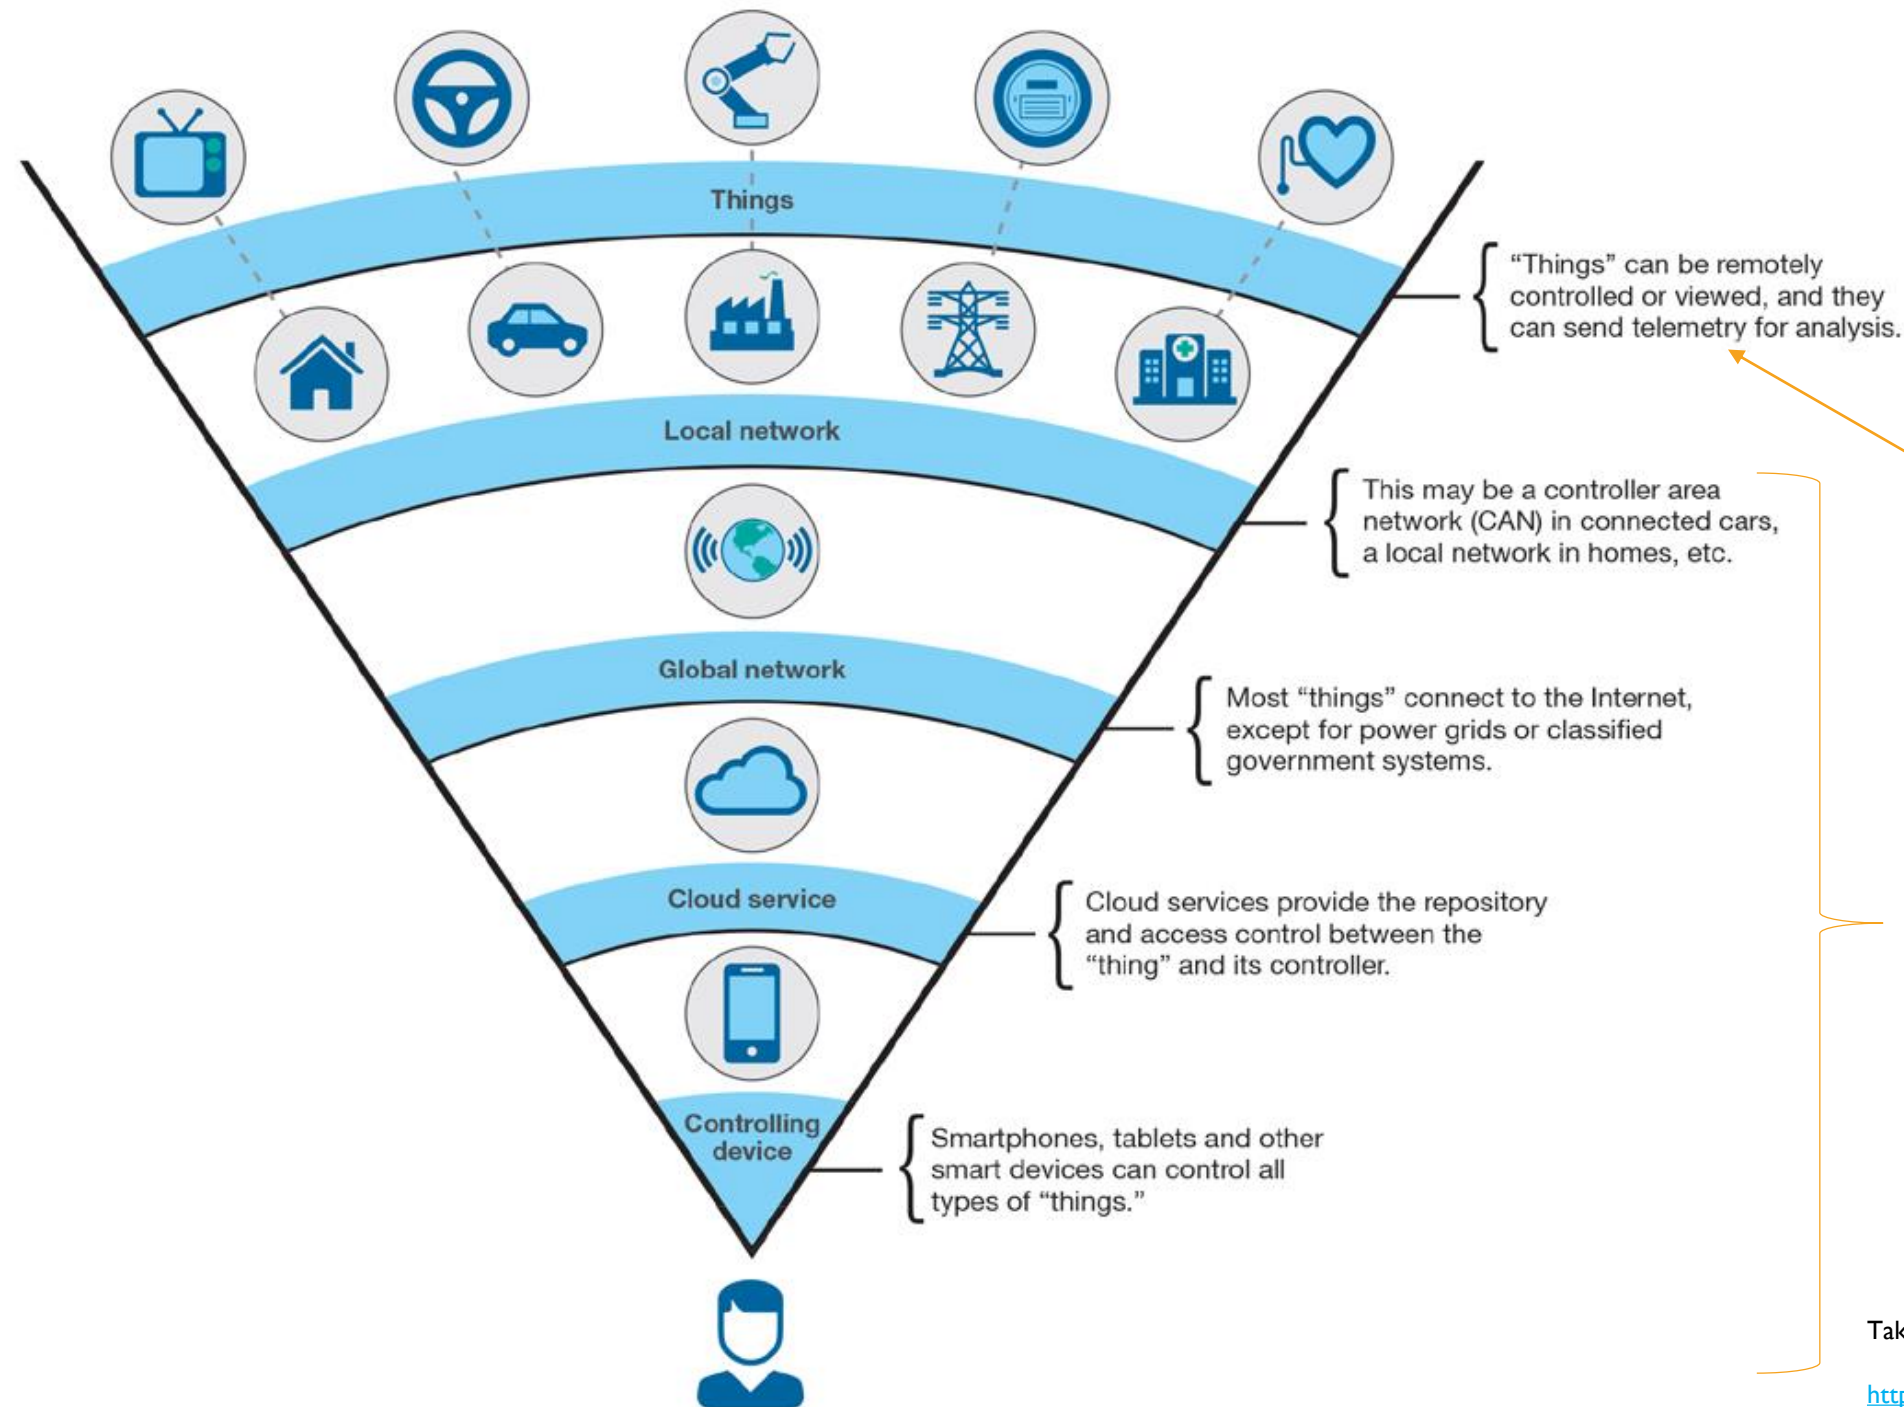 Things
“Things” can be remotely
controlled or viewed, and they
can send telemetry for analysis.
Local network
This may be a controller area
network (CAN) in connected cars,
a local network in homes, etc.
Global network
Most “things” connect to the Internet,
except for power grids or classified
government systems.
Cloud service
Cloud services provide the repository
and access control between the
“thing” and its controller.
Controlling
device
Smartphones, tablets and other
smart devices can control all
types of “things.”
Tak
http